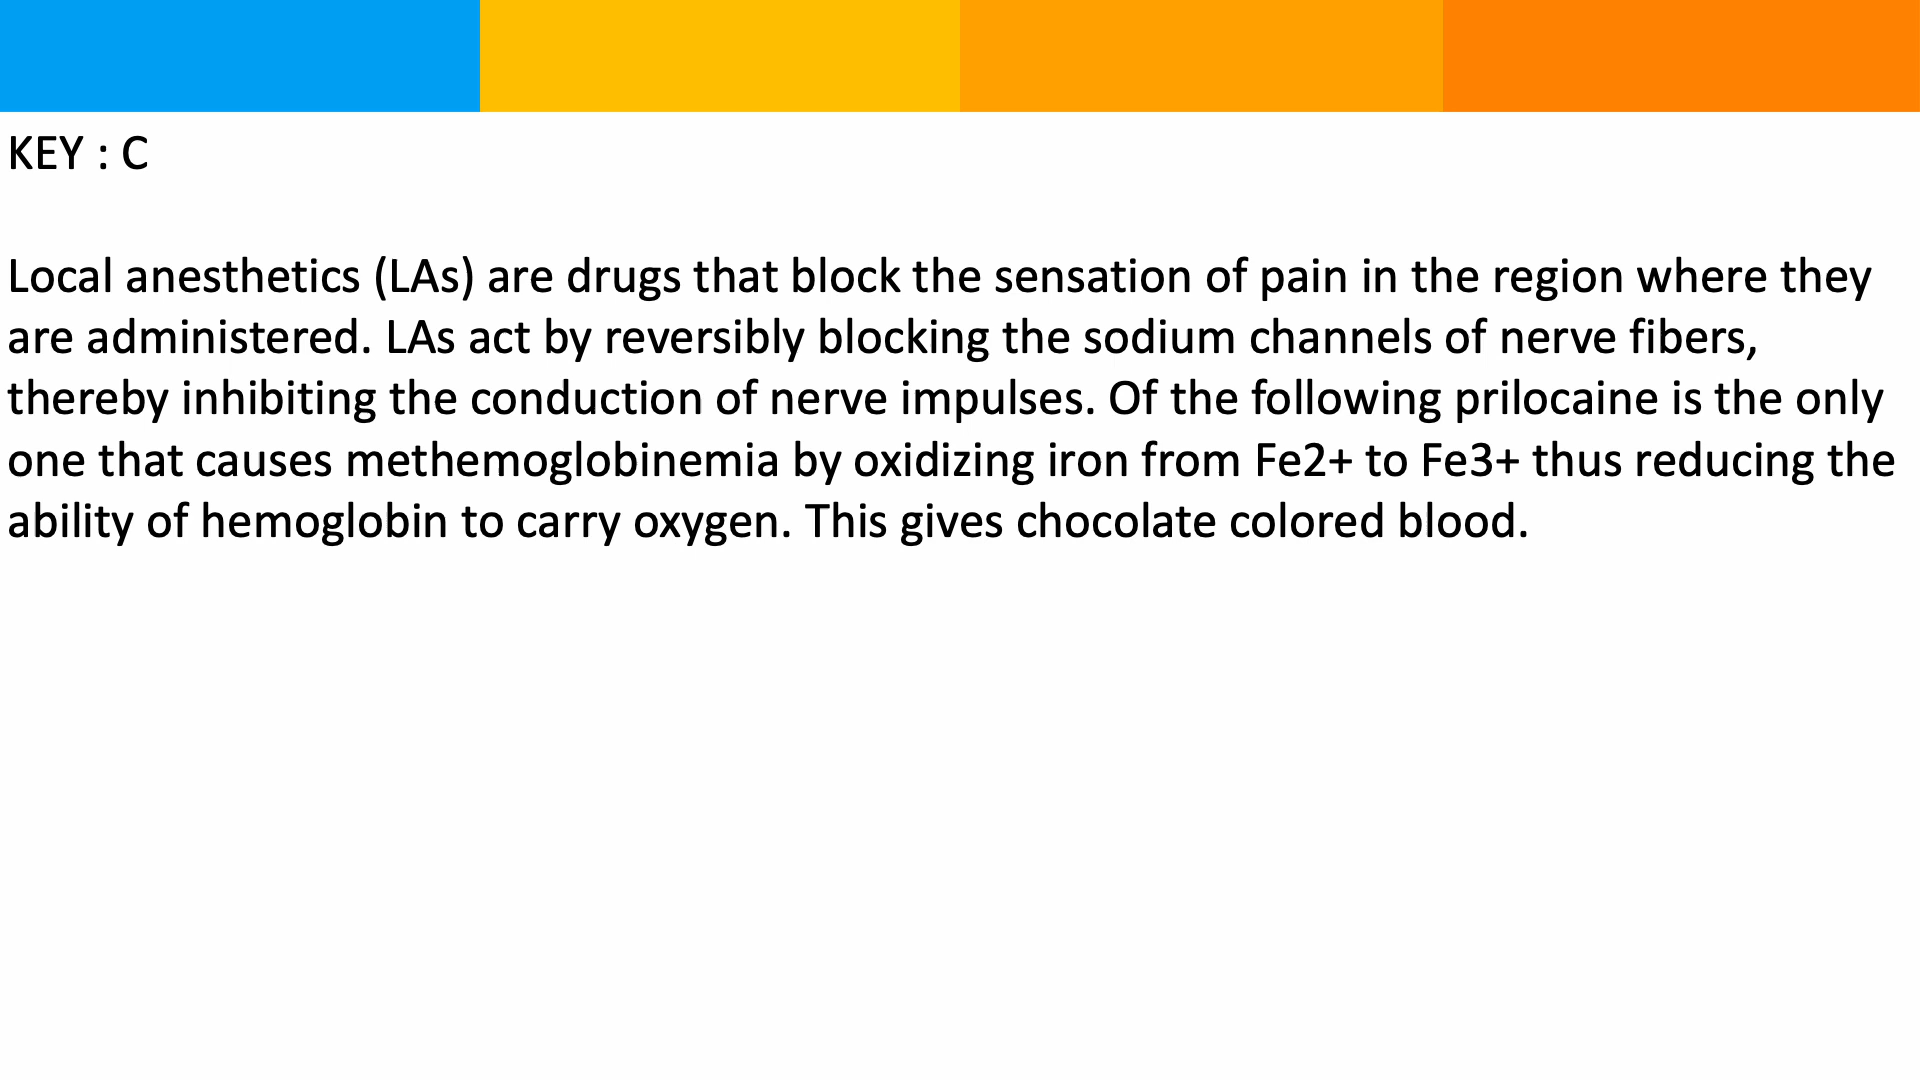 KEY : C
Local anesthetics (LAs) are drugs that block the sensation of pain in the region where they
are administered. LAs act by reversibly blocking the sodium channels of nerve fibers,
thereby inhibiting the conduction of nerve impulses. Of the following prilocaine is the only
one that causes methemoglobinemia by oxidizing iron from Fe2+ to Fe3+ thus reducing the
ability of hemoglobin to carry oxygen. This gives chocolate colored blood.